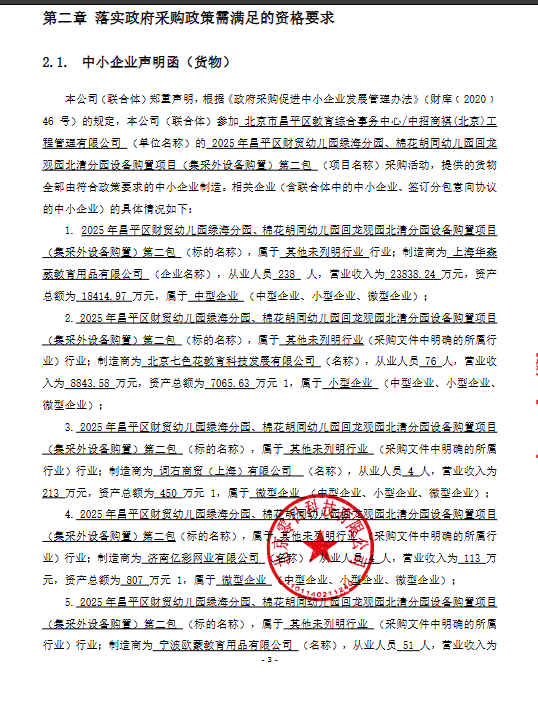 第二章 落实政府采购政策需满足的资格要求
2.1. 中小企业声明函（货物）
本公司（联合体）郑重声明，根据《政府采购促进中小企业发展管理办法》（财库﹝2020﹞
46 号）的规定，本公司（联合体）参加 北京市昌平区教育综合事务中心/中招商祺(北京)工
程管理有限公司 （单位名称）的 2025年昌平区财贸幼儿园绿海分园、棉花胡同幼儿园回龙
观园北清分园设备购置项目（集采外设备购置）第二包 （项目名称）采购活动，提供的货物
全部由符合政策要求的中小企业制造。相关企业（含联合体中的中小企业、签订分包意向协议
的中小企业）的具体情况如下：
1. 2025年昌平区财贸幼儿园绿海分园、棉花胡同幼儿园回龙观园北清分园设备购置项目
（集采外设备购置）第二包 （标的名称），属于 其他未列明行业 行业；制造商为 上海华森
葳教育用品有限公司 （企业名称），从业人员 238 人，营业收入为 23838.24 万元，资产
总额为 18414.97 万元，属于 中型企业 （中型企业、小型企业、微型企业）；
2. 2025年昌平区财贸幼儿园绿海分园、棉花胡同幼儿园回龙观园北清分园设备购置项目
（集采外设备购置）第二包 （标的名称），属于 其他未列明行业（采购文件中明确的所属行
业）行业；制造商为 北京七色花教育科技发展有限公司 （名称），从业人员 76 人，营业收
入为 8843.58 万元，资产总额为 7065.63 万元 1，属于 小型企业 （中型企业、小型企业、
微型企业）；
3. 2025年昌平区财贸幼儿园绿海分园、棉花胡同幼儿园回龙观园北清分园设备购置项目
（集采外设备购置）第二包 （标的名称），属于 其他未列明行业 （采购文件中明确的所属
行业）行业；制造商为 词右商贸（上海）有限公司 （名称），从业人员 4 人，营业收入为
213 万元，资产总额为 450 万元 1，属于 微型企业 （中型企业、小型企业、微型企业）；
4. 2025年昌平区财贸幼儿园绿海分园、棉花胡同幼儿园回龙观园北清分园设备购置项目
（集采外设备购置）第二包（标的名称），属于 其他未列明行业 （采购文件中明确的所属行
业）行业；制造商为 济南亿彩网业有限公司 （名称），从业人员 人，营业收入为 113 万
元，资产总额为 807 万元 1，属于 微型企业 （中型企业、小型企业、微型企业）；
5. 2025年昌平区财贸幼儿园绿海分园、棉花胡同幼儿园回龙观园北清分园设备购置项目
（集采外设备购置）第二包 （标的名称），属于 其他未列明行业 （采购文件中明确的所属
行业）行业；制造商为 宁波欧豪教育用品有限公司 （名称），从业人员 51 人，营业收入为
- 3 -